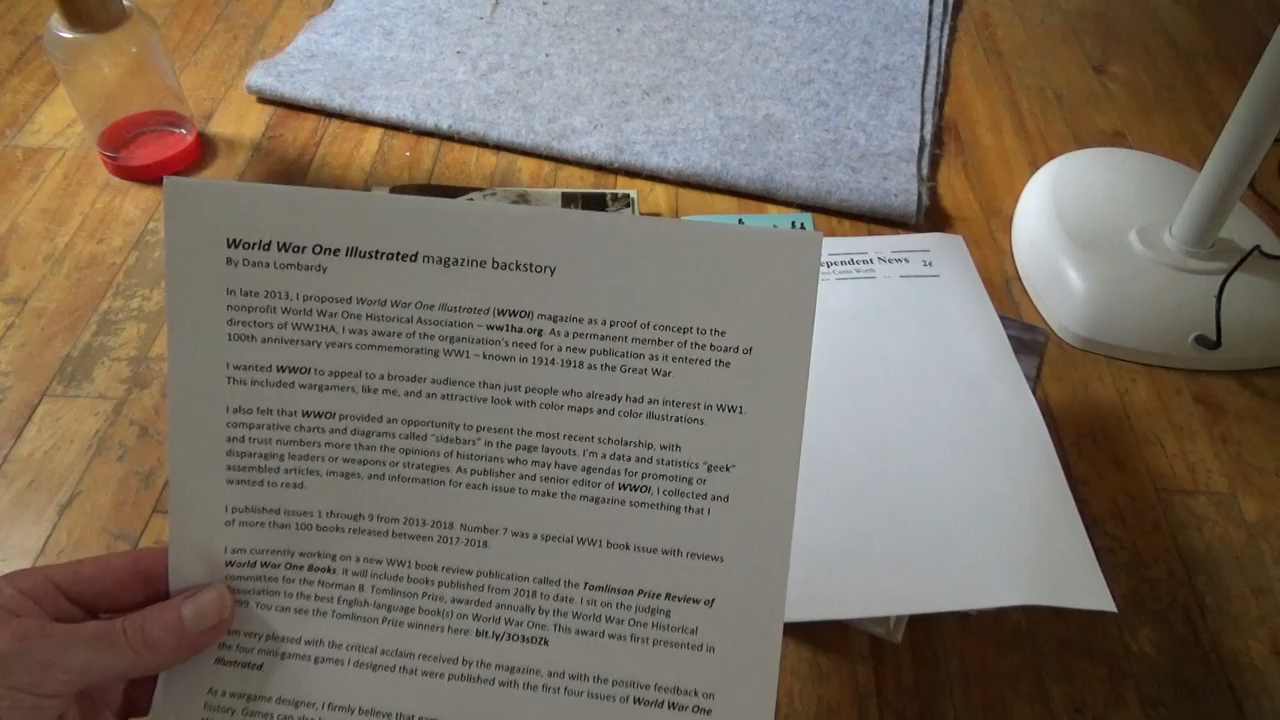 World War One Illustrated magazine backstory
By Dana Lombardy
In late 2013, I proposed World War One Illustrated (WWOI) magazine as a proof of concept to the
nonprofit World War One Historical Association – ww1ha.org. As a permanent member of the board of
directors of WW1HA, I was aware of the organization's need for a new publication as it entered the
100th anniversary years commemorating WW1 – known in 1914-1918 as the Great War.
I wanted WWOI to appeal to a broader audience than just people who already had an interest in WW1.
This included wargamers, like me, and an attractive look with color maps and color illustrations.
I also felt that WWOI provided an opportunity to present the most recent scholarship, with
comparative charts and diagrams called "sidebars" in the page layouts. I'm a data and statistics "geek"
and trust numbers more than the opinions of historians who may have agendas for promoting or
disparaging leaders or weapons or strategies. As publisher and senior editor of WWOI, I collected and
assembled articles, images, and information for each issue to make the magazine something that I
wanted to read.
I published issues 1 through 9 from 2013-2018. Number 7 was a special WW1 book issue with reviews
of more than 100 books released between 2017-2018.
I am currently working on a new WW1 book review publication called the Tomlinson Prize Review of
World War One Books. It will include books published from 2018 to date. I sit on the judging
committee for the Norman B. Tomlinson Prize, awarded annually by the World War One Historical
Association to the best English-language book(s) on World War One. This award was first presented in
99. You can see the Tomlinson Prize winners here: bit.ly/3O3sDZk
am very pleased with the critical acclaim received by the magazine, and with the positive feedback on
the four mini-games games I designed that were published with the first four issues of World War One
Illustrated
As a wargame designer, I firmly believe that
history. Games can
ependent News 2¢
Cents Worth